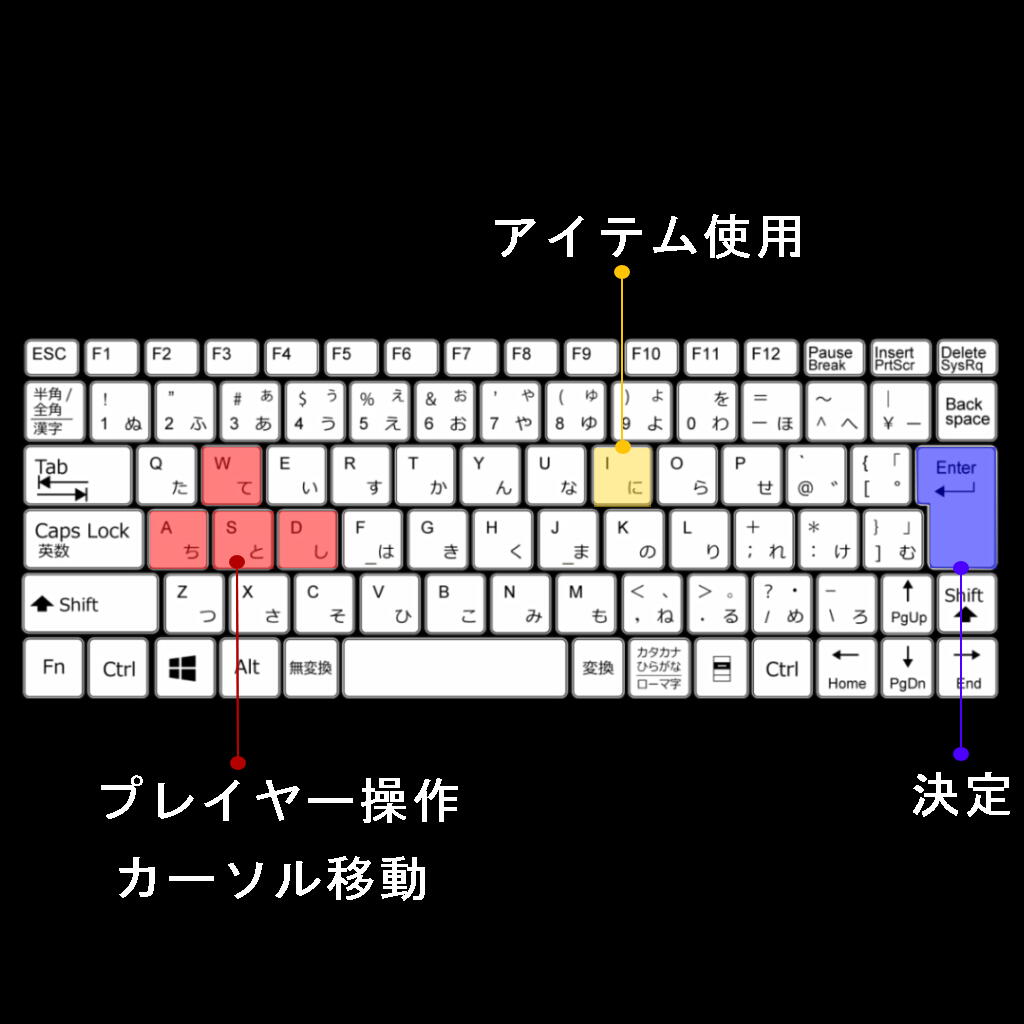 アイテム使用
ESC F1 F2 F3 F4 F5 F6 F7 F8 F9 F10 F11 F12 Pause Break Insert PrtScr Delete SysRq
半角/全角 漢字 ! 1 ぬ " 2 ふ # ぁ 3 あ $ ぅ 4 う % ぇ 5 え & ぉ 6 お ' ゃ 7 や ( ゅ 8 ゆ ) ょ 9 よ を 0 わ = ー ほ ～ ^ へ | ¥ ー Back space
Tab Q た W て E い R す T か Y ん U な I に O ら P せ ` @ ゛ { 「 [ ゜ Enter
Caps Lock 英数 A ち S と D し F は G き H く J ま K の L り + ; れ * : け } 」 ] む
Shift Z つ X さ C そ V ひ B こ N み M も < 、 , ね > 。 . る ? ・ / め _ \ ろ ↑ PgUp Shift
Fn Ctrl Alt 無変換 変換 カタカナ ひらがな ローマ字 Ctrl ← Home ↓ PgDn → End
プレイヤー操作
カーソル移動
決定